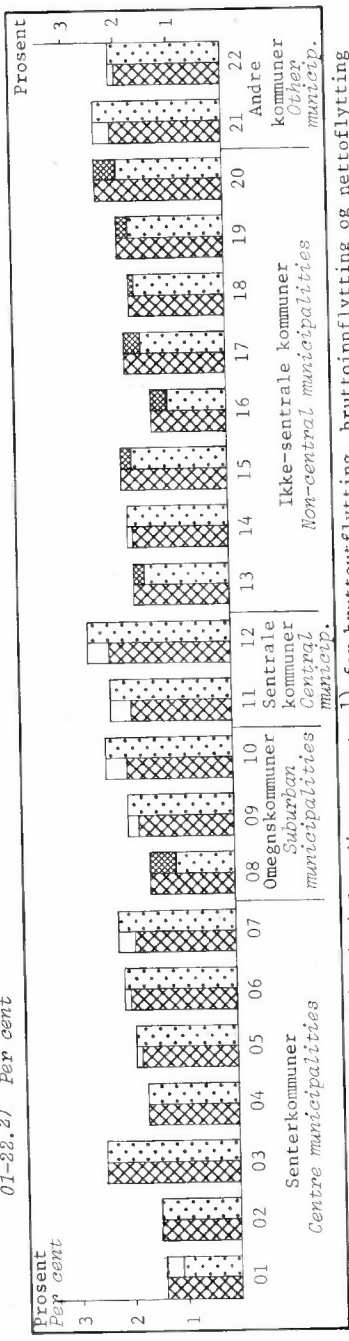 01-22.2) Per cent
Prosent
Per cent
3
2
1
Prosent
3
2
1
01 02 03 04 05 06 07 08 09 10 11 12 13 14 15 16 17 18 19 20 21 22
Senterkommuner
Centre municipalities
Omegnskommuner
Suburban
municipalities
Sentrale
kommuner
Central
municip.
Ikke-sentrale kommuner
Non-central municipalities
Andre
kommuner
Other
municip.
1) for bruttoutflytting, bruttoinnflytting og nettoflytting